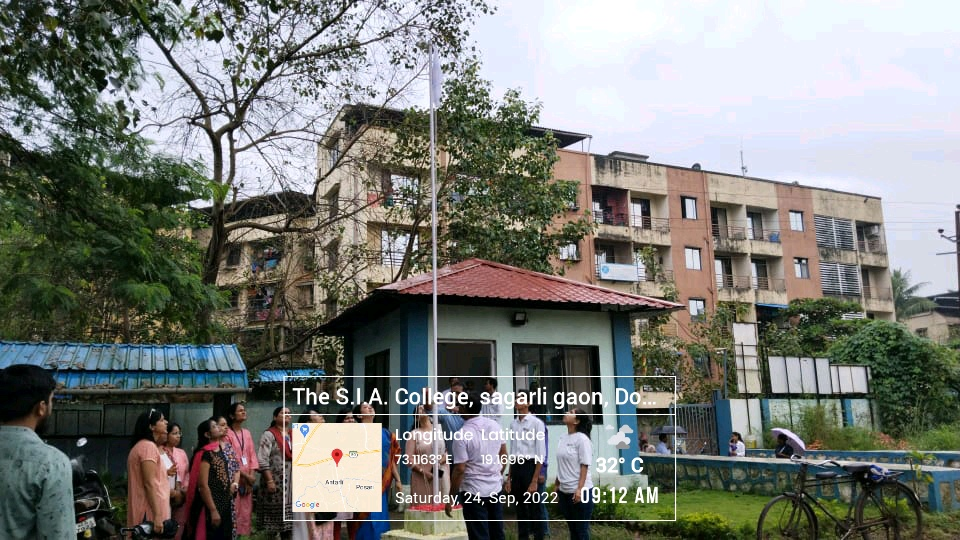 The S.I.A. College, sagarli gaon, Do...
Longitude Latitude
73.1163° E 19.1696° N
32° C
Saturday, 24, Sep, 2022 09:12 AM
Antarli
Google